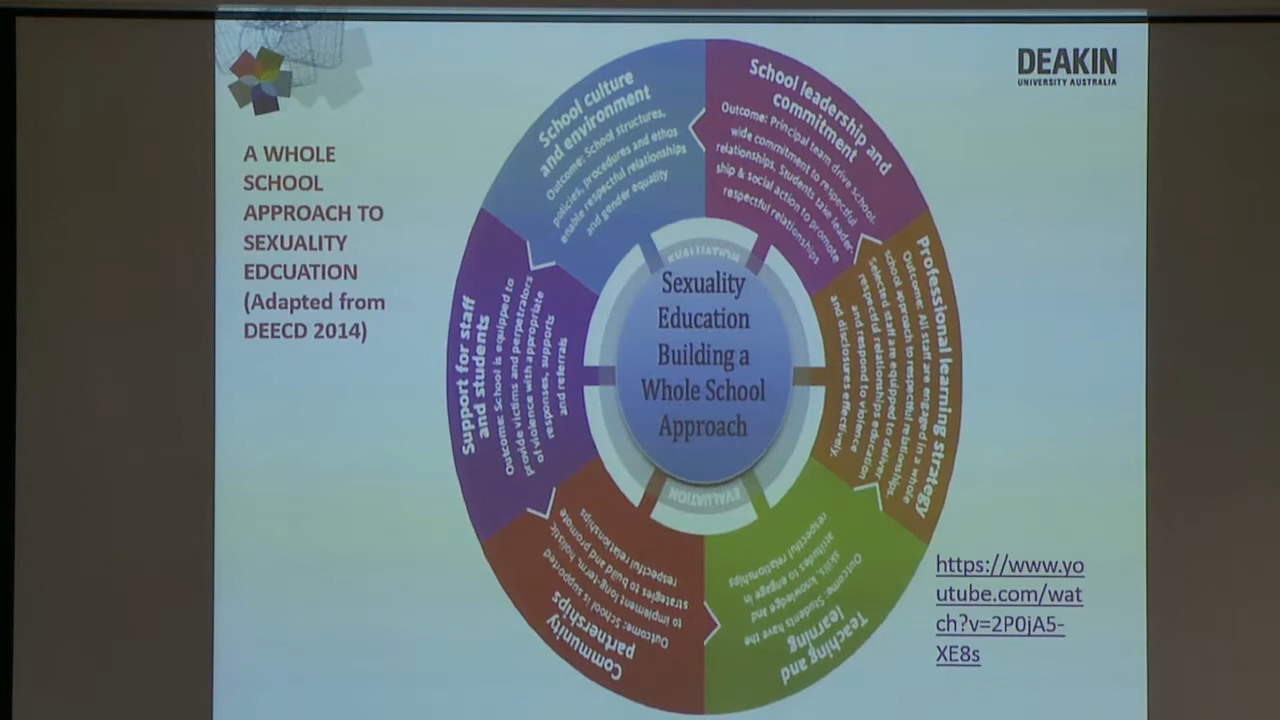 DEAKIN
UNIVERSITY AUSTRALIA
A WHOLE
SCHOOL
APPROACH TO
SEXUALITY
EDCUATION
(Adapted from
DEECD 2014)
School culture
and environment
Outcome: School structures,
policies, procedures and ethos
enable respectful relationships
and gender equality
School leadership and
commitment
Outcome: Principal team drive school-
wide commitment to respectful
relationships. Students take leader-
ship & social action to promote
respectful relationships
Professional learning strategy
Outcome: All staff are engaged in a whole
school approach to respectful relationships.
Selected staff are equipped to deliver
respectful relationships education
and respond to violence
and disclosures effectively.
Teaching and
learning
Outcome: Students have the
skills, knowledge and
attitudes to engage in
respectful relationships
Community
partnerships
Outcome: School is supported
to implement long-term, holistic
strategies to build and promote
respectful relationships
Support for staff
and students
Outcome: School is equipped to
provide victims and perpetrators
of violence with appropriate
responses, supports
and referrals
EVALUATION
Sexuality
Education
Building a
Whole School
Approach
EVALUATION
https://www.yo
utube.com/wat
ch?v=2P0jA5-
XE8s